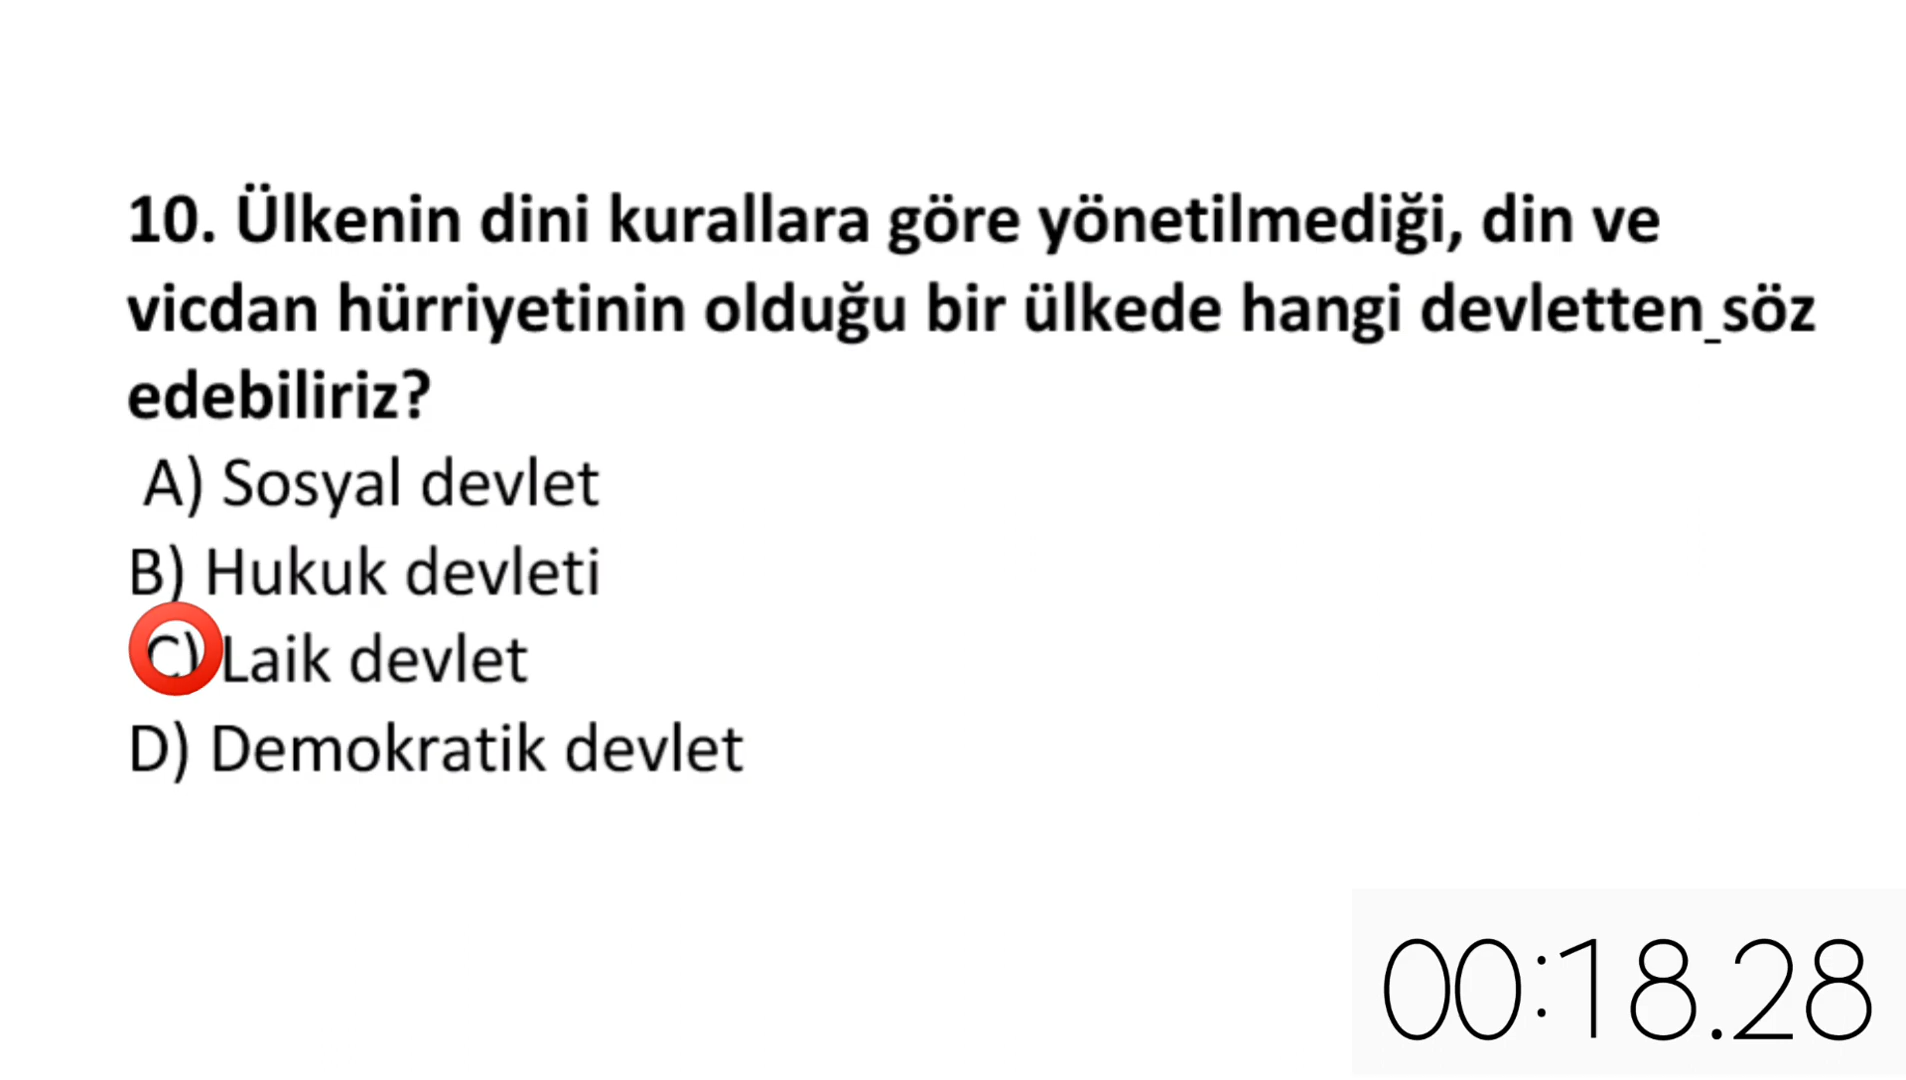 10. Ülkenin dini kurallara göre yönetilmediği, din ve
vicdan hürriyetinin olduğu bir ülkede hangi devletten söz
edebiliriz?
A) Sosyal devlet
B) Hukuk devleti
C) Laik devlet
D) Demokratik devlet
00:18.28